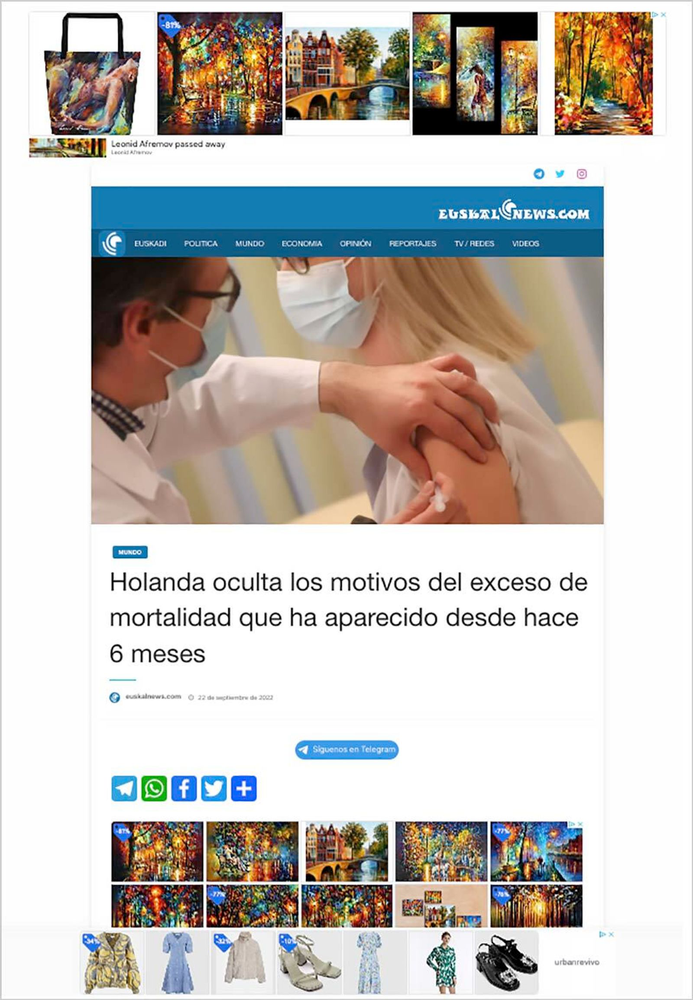 -81%
Leonid Afremov passed away
Leonid Afremov
EUSKALNEWS.COM
EUSKADI POLITICA MUNDO ECONOMIA OPINIÓN REPORTAJES TV / REDES VIDEOS
MUNDO
Holanda oculta los motivos del exceso de
mortalidad que ha aparecido desde hace
6 meses
euskalnews.com 22 de septiembre de 2022
Síguenos en Telegram
-81% -77%
-77% -76%
-34% -32% -10%
urbanrevivo